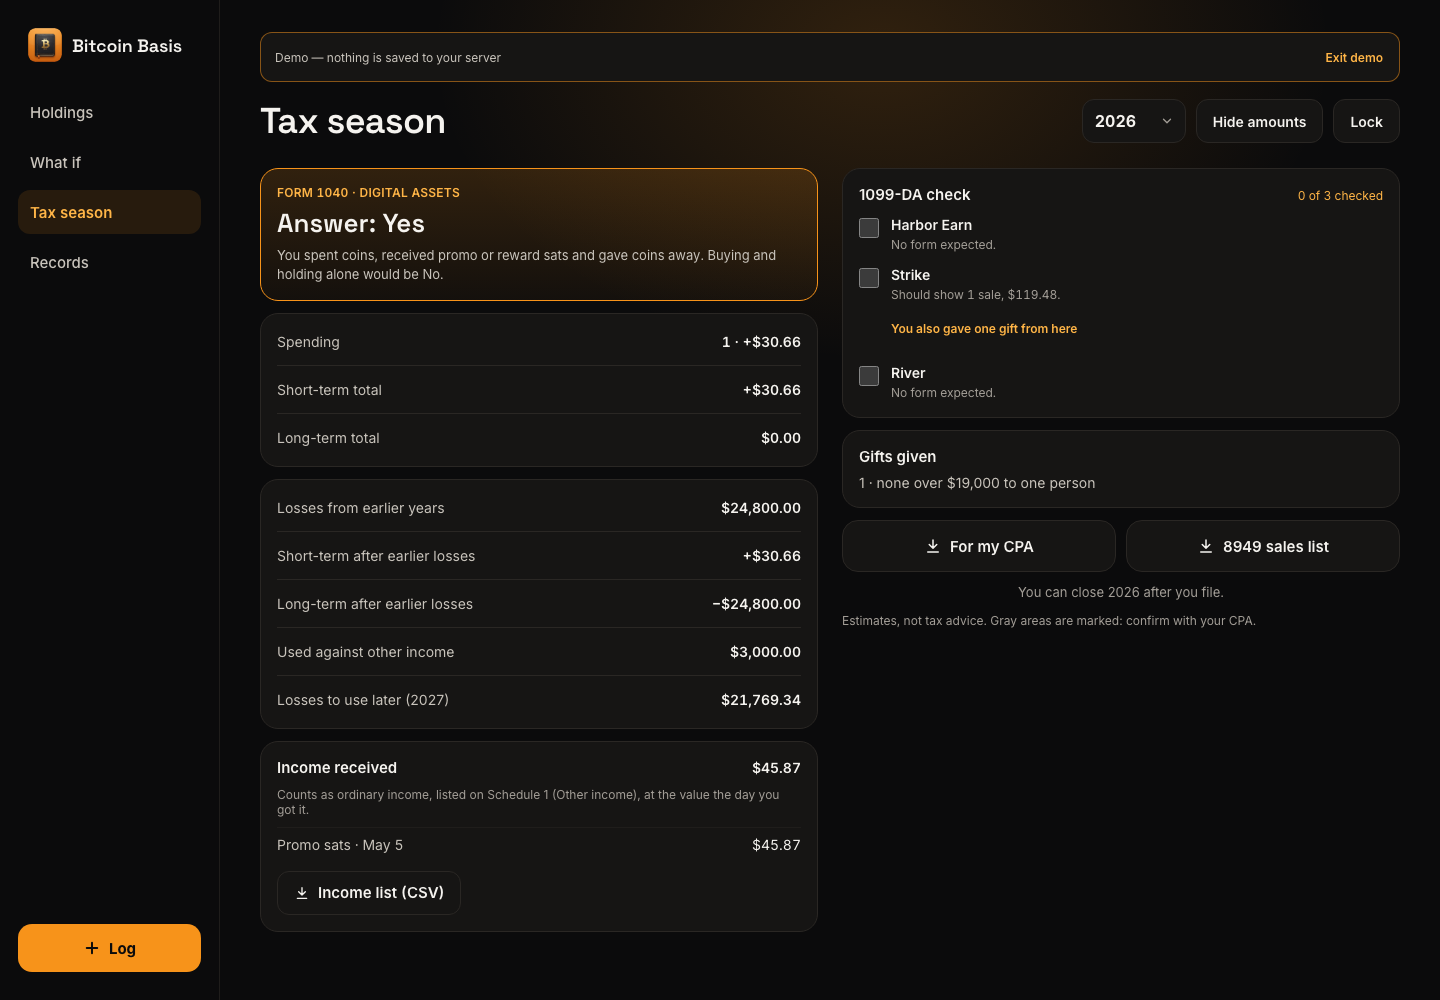 Bitcoin Basis
Holdings
What if
Tax season
Records
Log
Demo — nothing is saved to your server
Exit demo
Tax season
2026
Hide amounts
Lock
FORM 1040 · DIGITAL ASSETS
Answer: Yes
You spent coins, received promo or reward sats and gave coins away. Buying and
holding alone would be No.
Spending 1 · +$30.66
Short-term total +$30.66
Long-term total $0.00
Losses from earlier years $24,800.00
Short-term after earlier losses +$30.66
Long-term after earlier losses −$24,800.00
Used against other income $3,000.00
Losses to use later (2027) $21,769.34
Income received $45.87
Counts as ordinary income, listed on Schedule 1 (Other income), at the value the day you
got it.
Promo sats · May 5 $45.87
Income list (CSV)
1099-DA check 0 of 3 checked
Harbor Earn
No form expected.
Strike
Should show 1 sale, $119.48.
You also gave one gift from here
River
No form expected.
Gifts given
1 · none over $19,000 to one person
For my CPA
8949 sales list
You can close 2026 after you file.
Estimates, not tax advice. Gray areas are marked: confirm with your CPA.